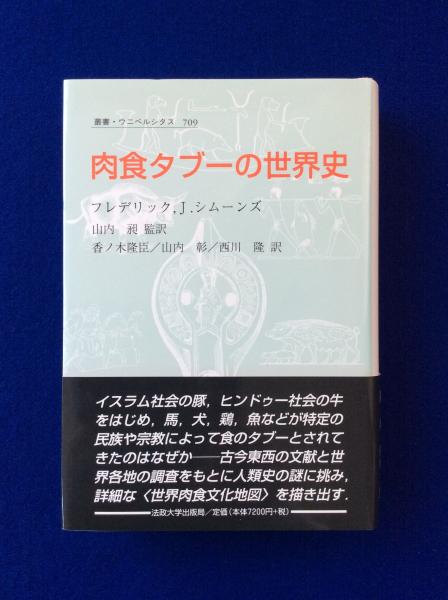 叢書・ウニベルシタス 709
肉食タブーの世界史
フレデリック.J.シムーンズ
山内 昶 監訳
香ノ木隆臣/山内 彰/西川 隆 訳
イスラム社会の豚,ヒンドゥー社会の牛
をはじめ,馬,犬,鶏,魚などが特定の
民族や宗教によって食のタブーとされて
きたのはなぜか──古今東西の文献と世
界各地の調査をもとに人類史の謎に挑み,
詳細な〈世界肉食文化地図〉を描き出す.
法政大学出版局/定価(本体7200円+税)